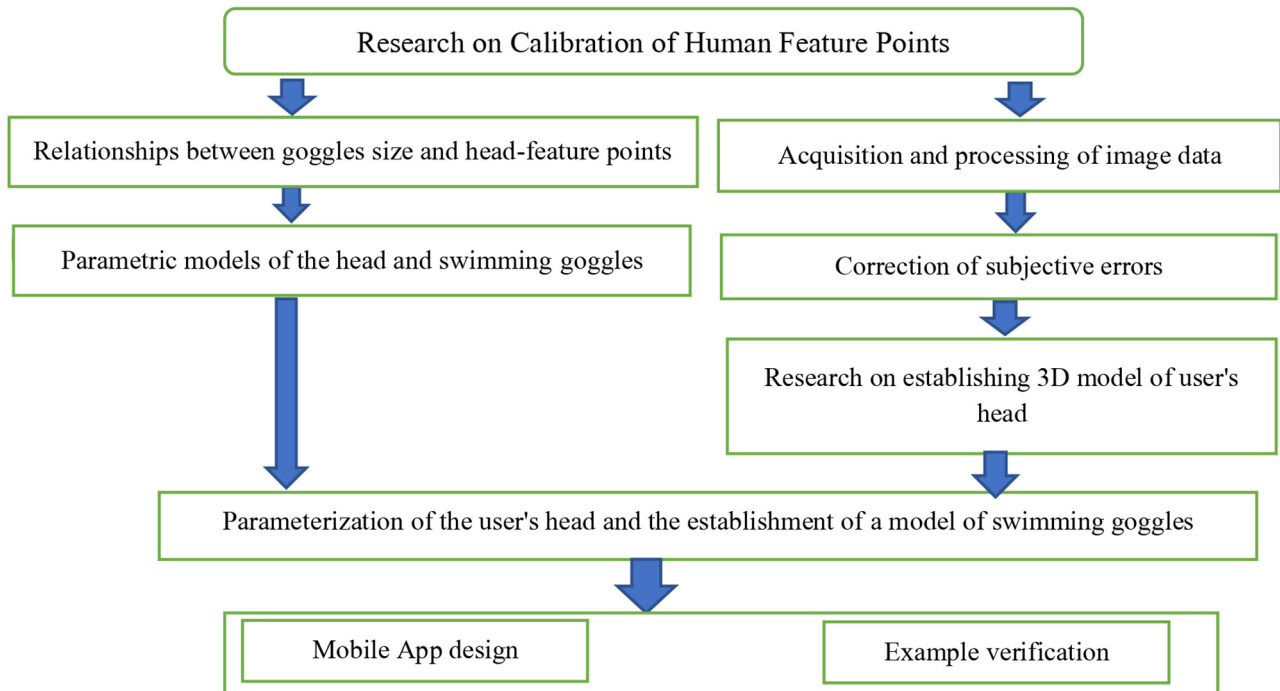 Research on Calibration of Human Feature Points
Relationships between goggles size and head-feature points
Acquisition and processing of image data
Parametric models of the head and swimming goggles
Correction of subjective errors
Research on establishing 3D model of user's
head
Parameterization of the user's head and the establishment of a model of swimming goggles
Mobile App design
Example verification